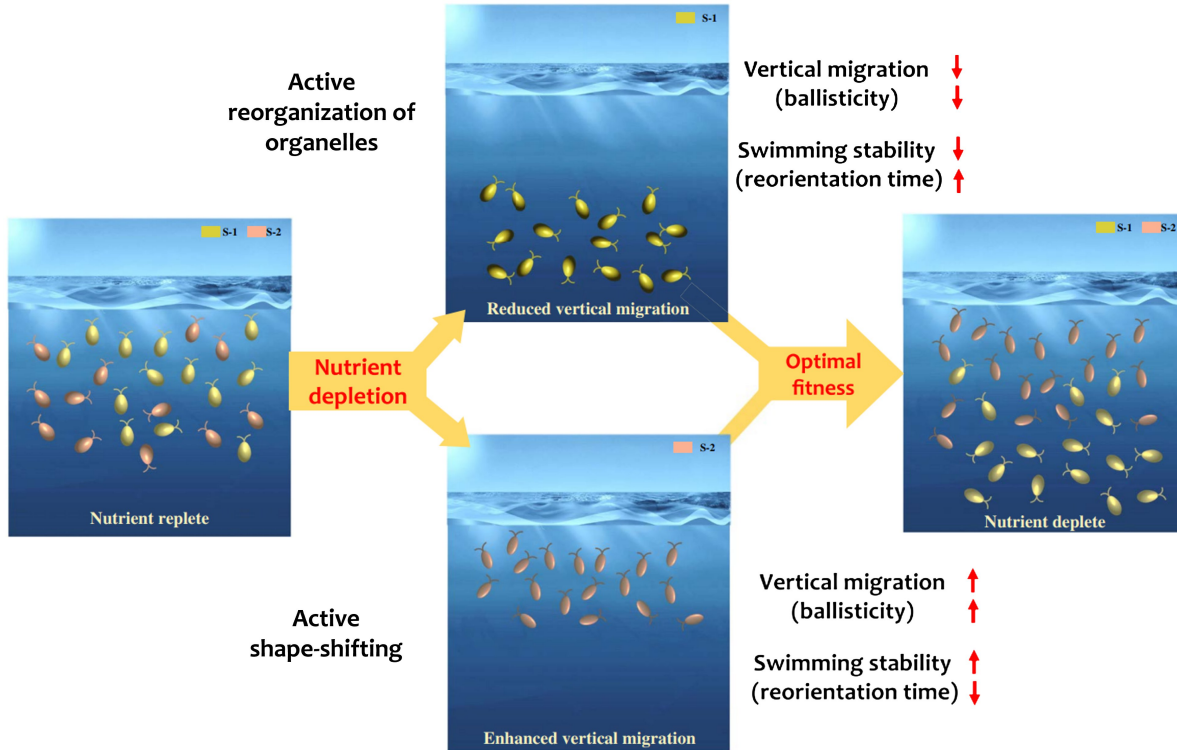 S-1
Active
reorganization of
organelles
Reduced vertical migration
Vertical migration
(ballisticity)
Swimming stability
(reorientation time)
S-1 S-2
Nutrient replete
Nutrient
depletion
Optimal
fitness
S-1 S-2
Nutrient deplete
S-2
Active
shape-shifting
Enhanced vertical migration
Vertical migration
(ballisticity)
Swimming stability
(reorientation time)